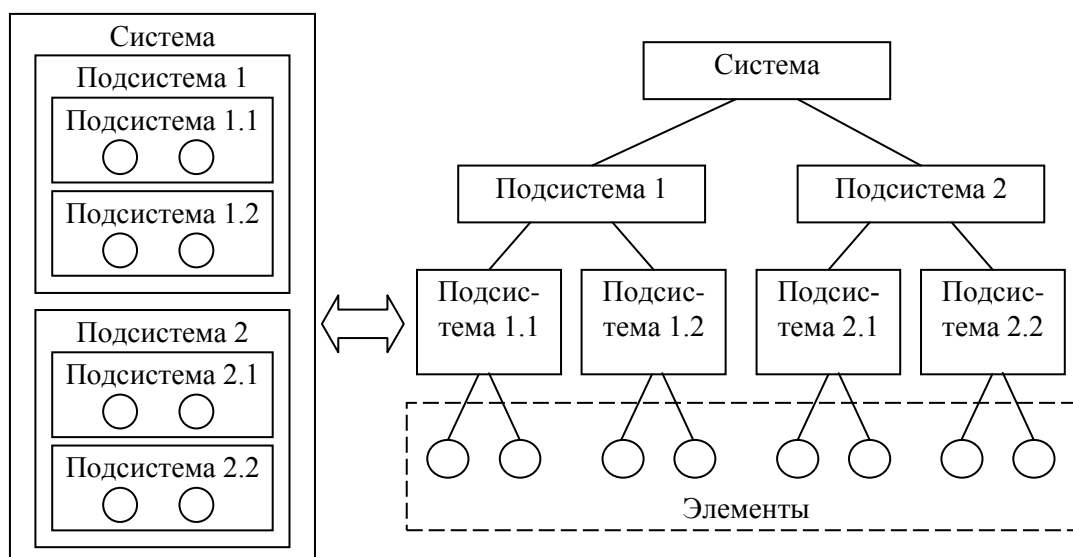 Система
Подсистема 1
Подсистема 1.1
Подсистема 1.2
Подсистема 2
Подсистема 2.1
Подсистема 2.2
Система
Подсистема 1
Подсистема 2
Подсис-
тема 1.1
Подсис-
тема 1.2
Подсис-
тема 2.1
Подсис-
тема 2.2
Элементы